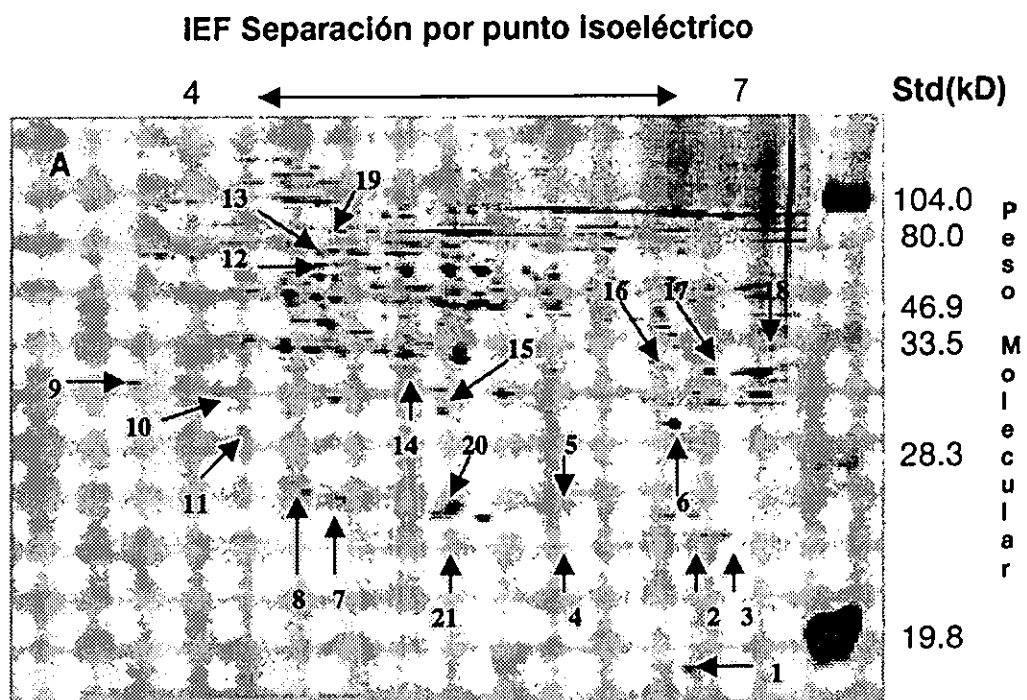 IEF Separación por punto isoeléctrico
4 7 Std(kD)
A
13 19
104.0
80.0
12
16 17 18
46.9
33.5
15
9
10
14 20 5
28.3
11
6
8 7
21 4 2 3
19.8
1
Peso Molecular